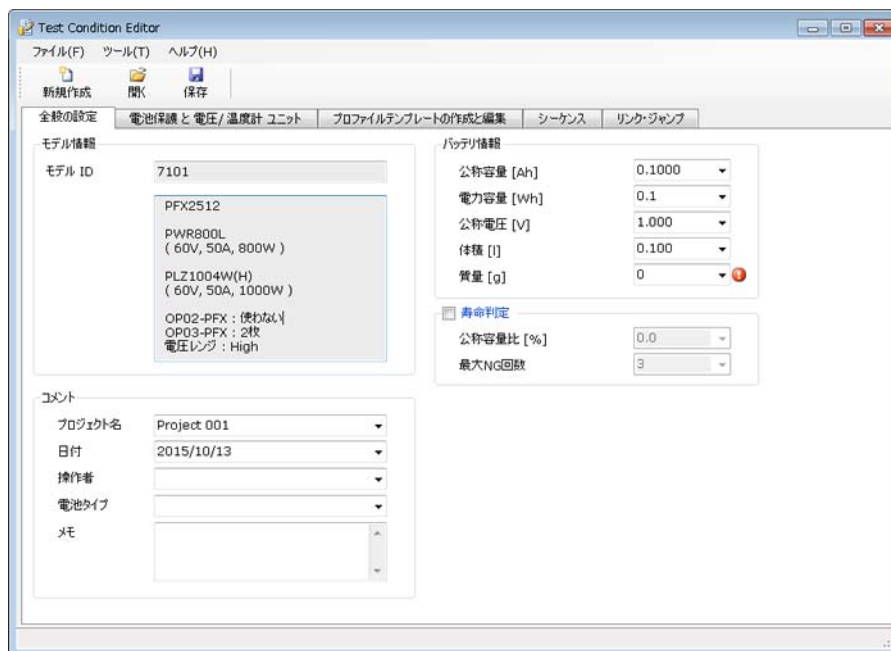 Test Condition Editor
ファイル(F) ツール(T) ヘルプ(H)
新規作成 開く 保存
全般の設定 電池保護 と 電圧/ 温度計 ユニット プロファイルテンプレートの作成と編集 シーケンス リンク・ジャンプ
モデル情報
モデル ID 7101
PFX2512
PWR800L
( 60V, 50A, 800W )
PLZ1004W(H)
( 60V, 50A, 1000W )
OP02-PFX : 使わない
OP03-PFX : 2枚
電圧レンジ : High
コメント
プロジェクト名 Project 001
日付 2015/10/13
操作者
電池タイプ
メモ
バッテリ情報
公称容量 [Ah] 0.1000
電力容量 [Wh] 0.1
公称電圧 [V] 1.000
体積 [l] 0.100
質量 [g] 0
寿命判定
公称容量比 [%] 0.0
最大NG回数 3